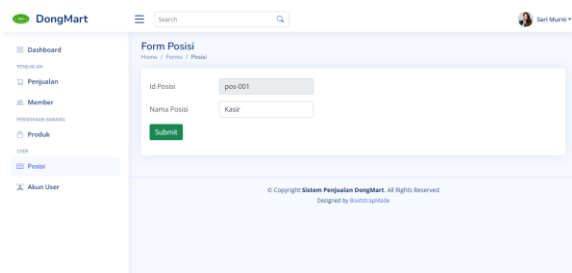 DongMart
Search
Sari Murni
Dashboard
PENJUALAN
Penjualan
Member
PERSEDIAAN BARANG
Produk
USER
Posisi
Akun User
Form Posisi
Home / Forms / Posisi
Id Posisi pos-001
Nama Posisi Kasir
Submit
© Copyright Sistem Penjualan DongMart. All Rights Reserved
Designed by BootstrapMade